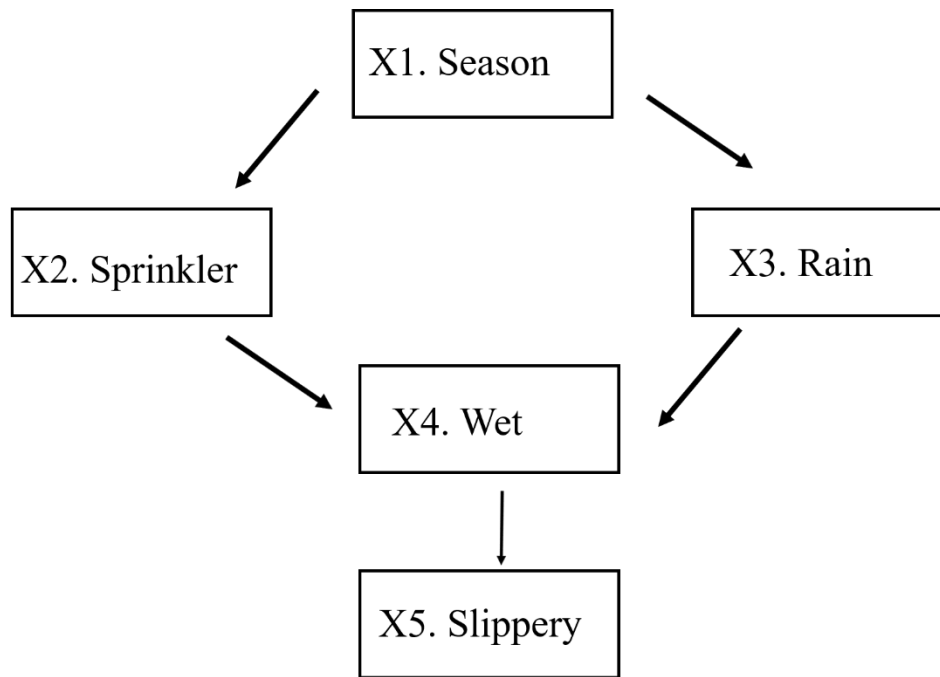 X1. Season
X2. Sprinkler
X3. Rain
X4. Wet
X5. Slippery